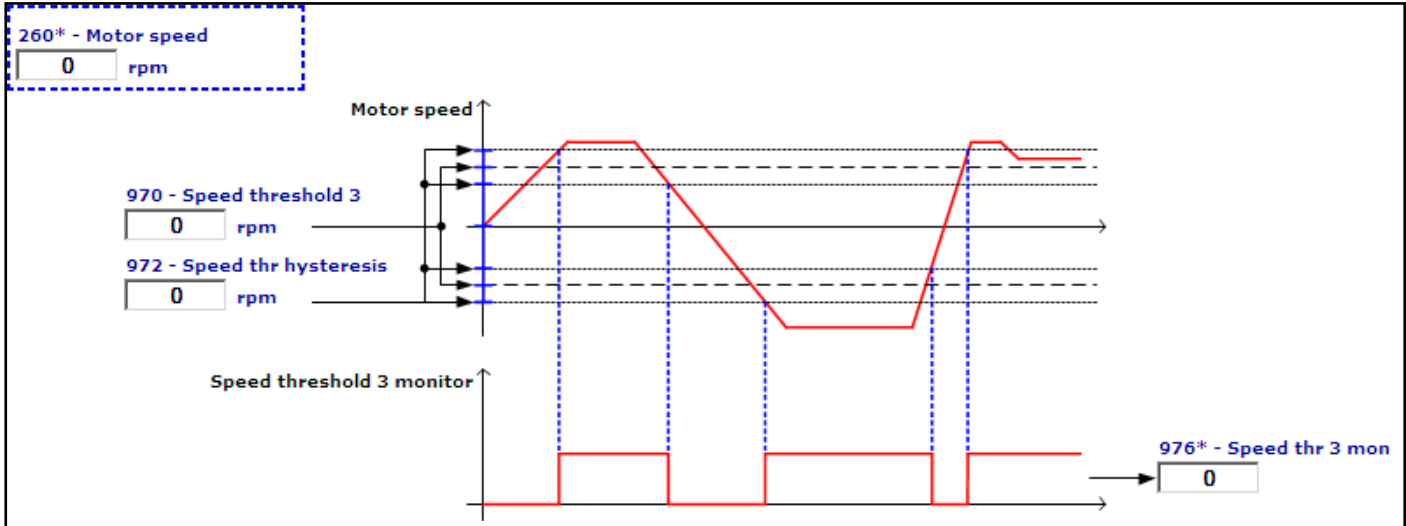 260* - Motor speed
0 rpm
Motor speed
970 - Speed threshold 3
0 rpm
972 - Speed thr hysteresis
0 rpm
Speed threshold 3 monitor
976* - Speed thr 3 mon
0